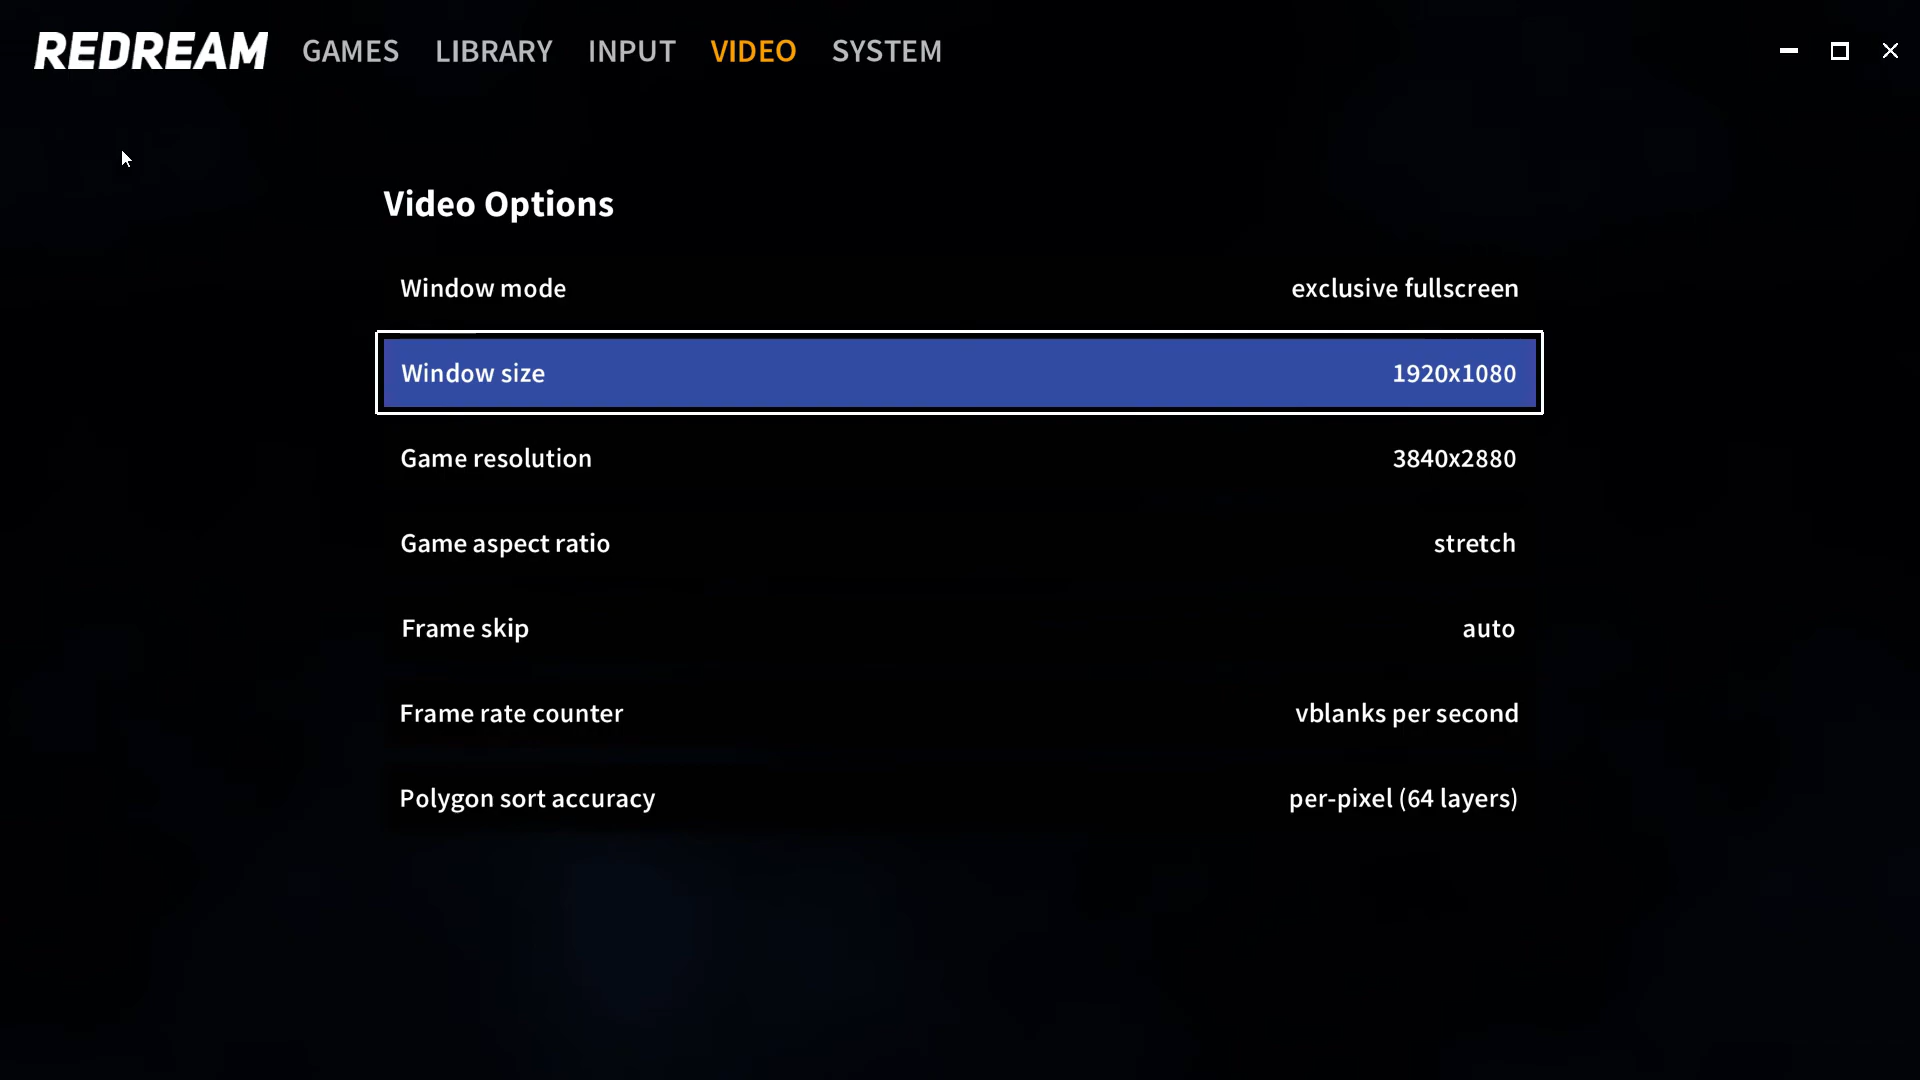 REDREAM GAMES LIBRARY INPUT VIDEO SYSTEM
Video Options
Window mode exclusive fullscreen
Window size 1920x1080
Game resolution 3840x2880
Game aspect ratio stretch
Frame skip auto
Frame rate counter vblanks per second
Polygon sort accuracy per-pixel (64 layers)